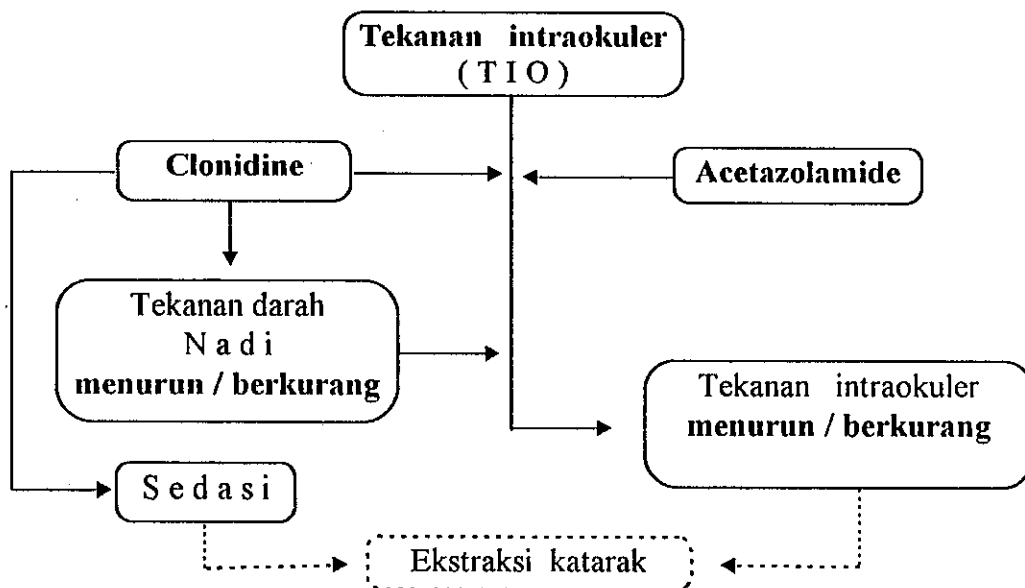 Tekanan intraokuler
( T I O )
Clonidine
Acetazolamide
Tekanan darah
N a d i
menurun / berkurang
Tekanan intraokuler
menurun / berkurang
S e d a s i
Ekstraksi katarak